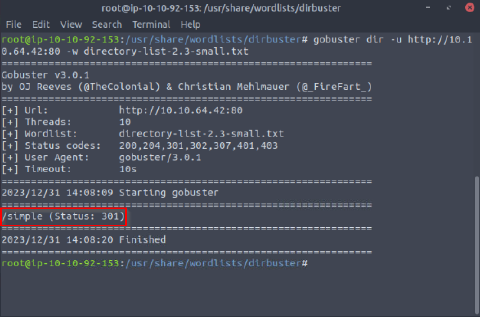 root@ip-10-10-92-153: /usr/share/wordlists/dirbuster
File Edit View Search Terminal Help
root@ip-10-10-92-153:/usr/share/wordlists/dirbuster# gobuster dir -u http://10.1
0.64.42:80 -w directory-list-2.3-small.txt
===============================================================
Gobuster v3.0.1
by OJ Reeves (@TheColonial) & Christian Mehlmauer (@_FireFart_)
===============================================================
[+] Url:            http://10.10.64.42:80
[+] Threads:        10
[+] Wordlist:       directory-list-2.3-small.txt
[+] Status codes:   200,204,301,302,307,401,403
[+] User Agent:     gobuster/3.0.1
[+] Timeout:        10s
===============================================================
2023/12/31 14:08:09 Starting gobuster
===============================================================
/simple (Status: 301)
===============================================================
2023/12/31 14:08:20 Finished
===============================================================
root@ip-10-10-92-153:/usr/share/wordlists/dirbuster#